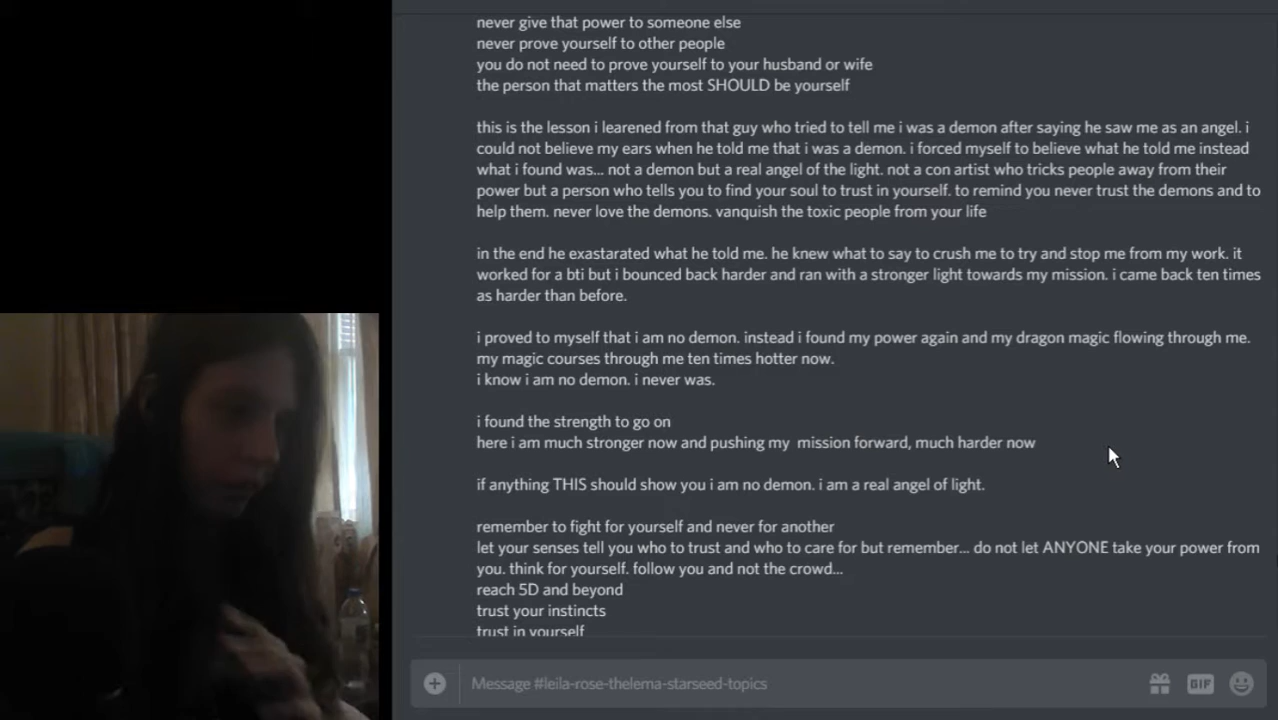 never give that power to someone else
never prove yourself to other people
you do not need to prove yourself to your husband or wife
the person that matters the most SHOULD be yourself
this is the lesson i learened from that guy who tried to tell me i was a demon after saying he saw me as an angel. i
could not believe my ears when he told me that i was a demon. i forced myself to believe what he told me instead
what i found was... not a demon but a real angel of the light. not a con artist who tricks people away from their
power but a person who tells you to find your soul to trust in yourself. to remind you never trust the demons and to
help them. never love the demons. vanquish the toxic people from your life
in the end he exastarated what he told me. he knew what to say to crush me to try and stop me from my work. it
worked for a bti but i bounced back harder and ran with a stronger light towards my mission. i came back ten times
as harder than before.
i proved to myself that i am no demon. instead i found my power again and my dragon magic flowing through me.
my magic courses through me ten times hotter now.
i know i am no demon. i never was.
i found the strength to go on
here i am much stronger now and pushing my  mission forward, much harder now
if anything THIS should show you i am no demon. i am a real angel of light.
remember to fight for yourself and never for another
let your senses tell you who to trust and who to care for but remember... do not let ANYONE take your power from
you. think for yourself. follow you and not the crowd...
reach 5D and beyond
trust your instincts
trust in yourself
Message #leila-rose-thelema-starseed-topics
GIF